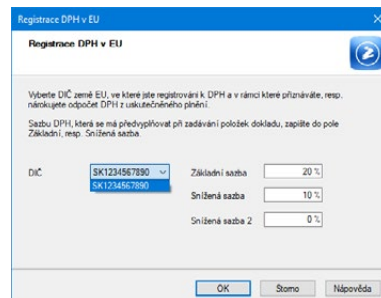 Registrace DPH v EU
Registrace DPH v EU
Vyberte DIČ země EU, ve které jste registrováni k DPH a v rámci které přiznáváte, resp.
nárokujete odpočet DPH z uskutečněného plnění.
Sazbu DPH, která se má předvyplňovat při zadávání položek dokladu, zapište do pole
Základní, resp. Snížená sazba.
DIČ SK1234567890 Základní sazba 20 %
SK1234567890
Snížená sazba 10 %
Snížená sazba 2 0 %
OK Storno Nápověda